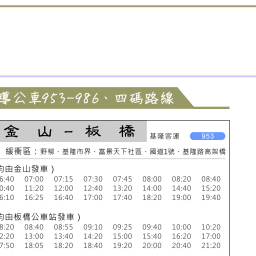 導公車953-986、四碼路線
金 山 - 板 橋 基隆客運 953
緩衝區：野柳、基隆市界、富景天下社區、國道1號、基隆路高架橋
均由金山發車）
6:40 07:00 07:15 07:30 07:45 08:00 08:20 08:40
0:40 11:20 12:00 12:40 13:20 14:00 14:40 15:20
6:10 16:25 16:40 17:00 17:40 18:20 19:00 19:40
均由板橋公車站發車）
8:20 08:40 08:55 09:10 09:25 09:40 10:00 10:20
2:20 13:00 13:40 14:20 15:00 15:40 16:20 17:00
7:50 18:05 18:20 18:40 19:20 20:00 20:40 21:20